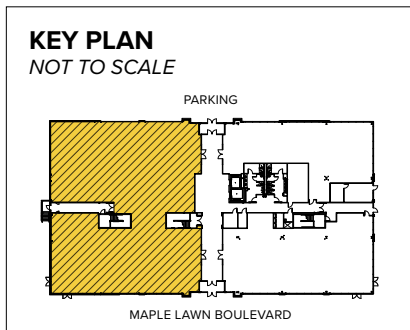 KEY PLAN
NOT TO SCALE
PARKING
MAPLE LAWN BOULEVARD